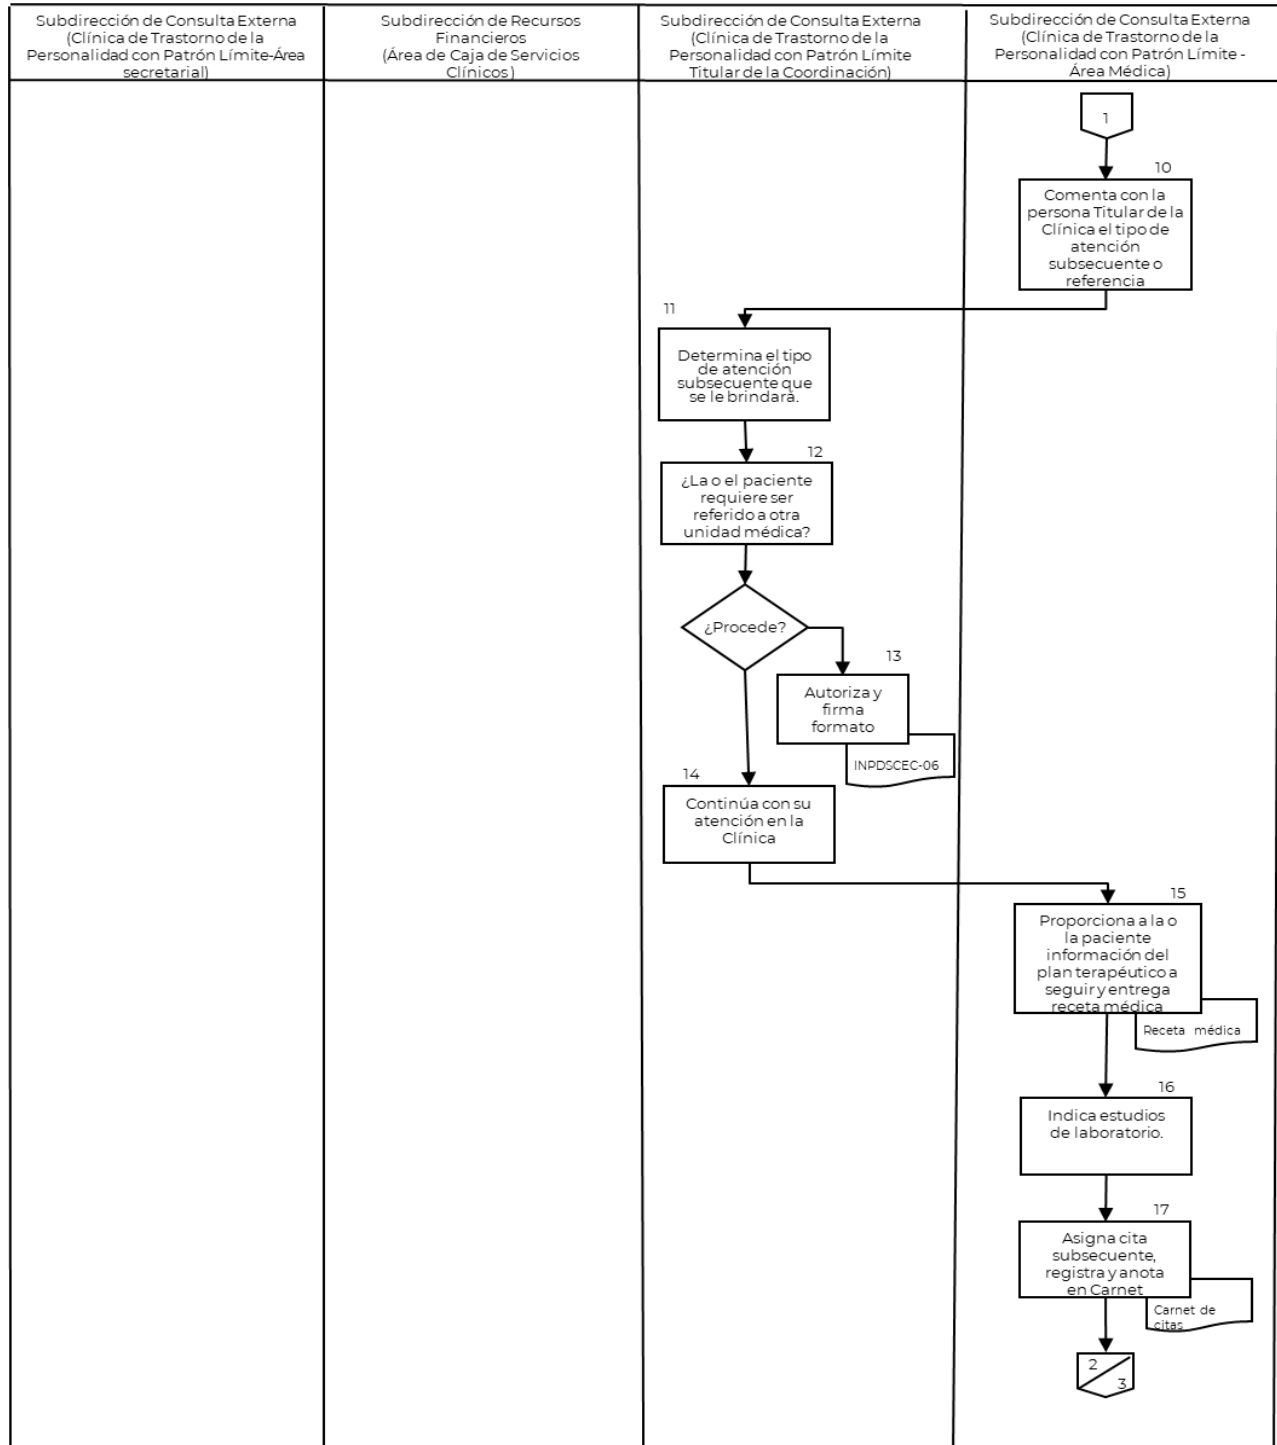 Subdirección de Consulta Externa
(Clínica de Trastorno de la
Personalidad con Patrón Límite-Área
secretarial)
Subdirección de Recursos
Financieros
(Área de Caja de Servicios
Clínicos)
Subdirección de Consulta Externa
(Clínica de Trastorno de la
Personalidad con Patrón Límite
Titular de la Coordinación)
Subdirección de Consulta Externa
(Clínica de Trastorno de la
Personalidad con Patrón Límite -
Área Médica)
1
10
Comenta con la
persona Titular de la
Clínica el tipo de
atención
subsecuente o
referencia
11
Determina el tipo
de atención
subsecuente que
se le brindará.
12
¿La o el paciente
requiere ser
referido a otra
unidad médica?
¿Procede?
13
Autoriza y
firma
formato
INPDSCEC-06
14
Continúa con su
atención en la
Clínica
15
Proporciona a la o
la paciente
información del
plan terapéutico a
seguir y entrega
receta médica
Receta médica
16
Indica estudios
de laboratorio.
17
Asigna cita
subsecuente,
registra y anota
en Carnet
Carnet de
citas
2
3